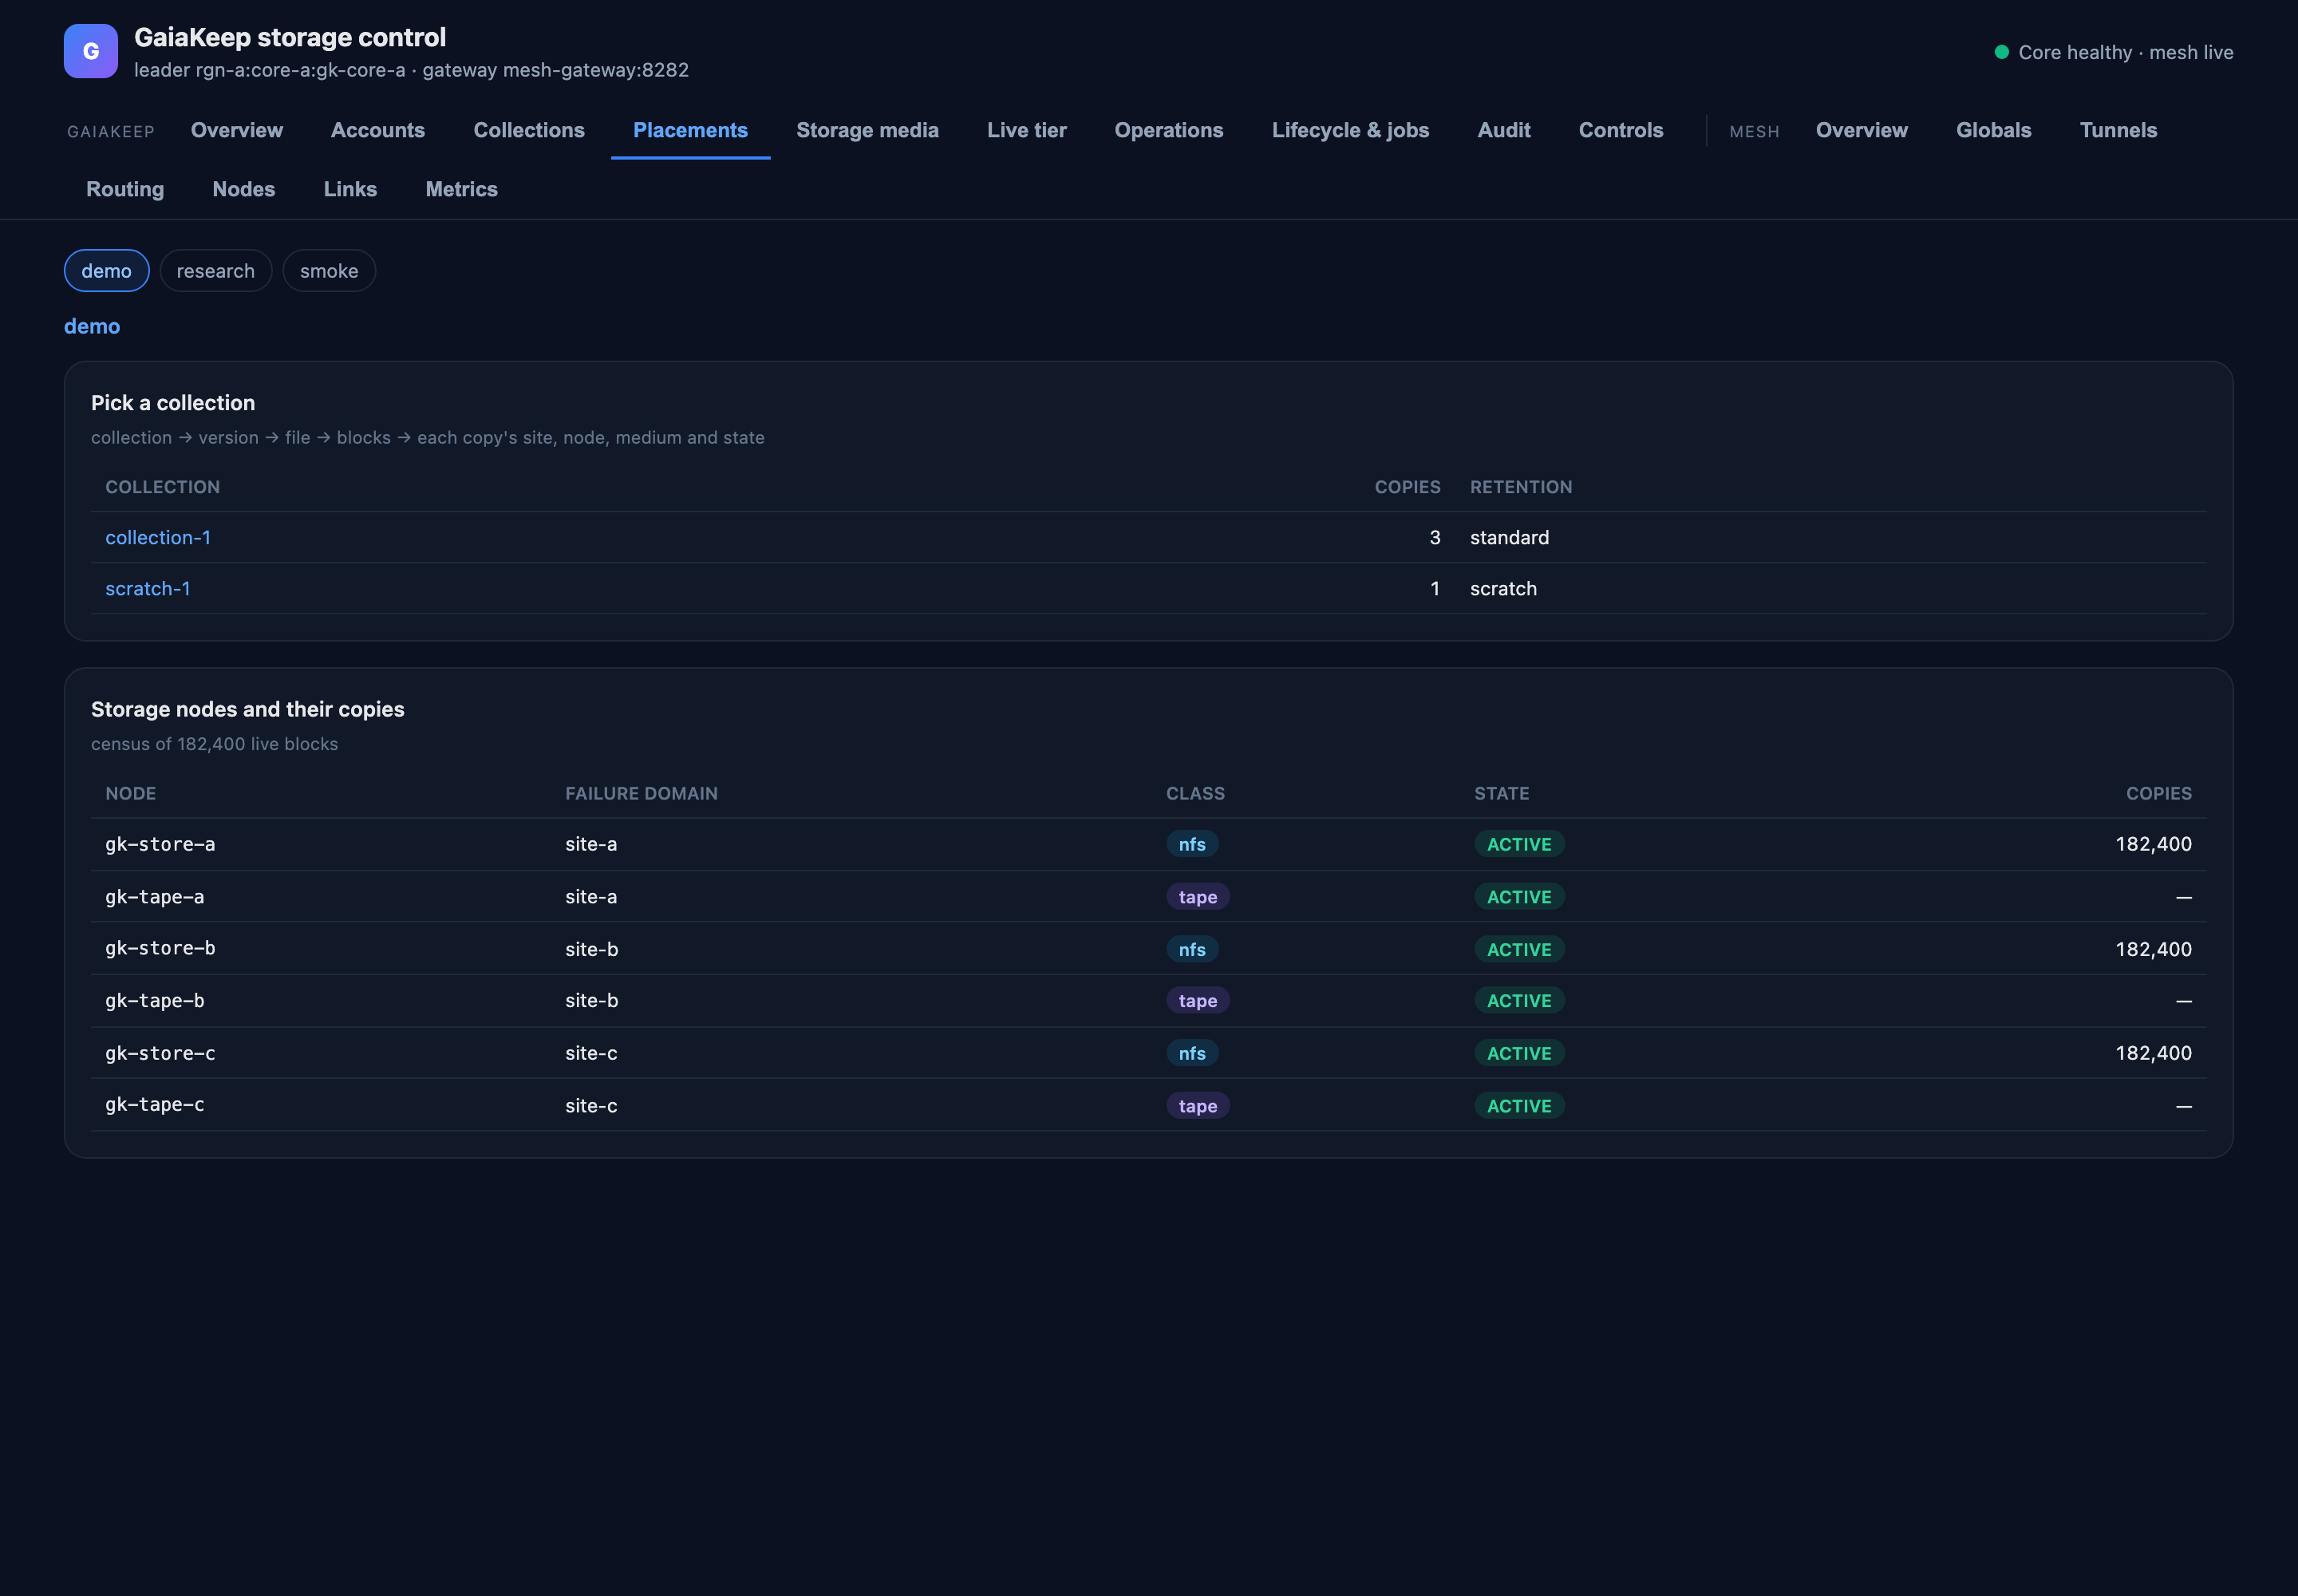 G
GaiaKeep storage control
leader rgn-a:core-a:gk-core-a · gateway mesh-gateway:8282
Core healthy · mesh live
GAIAKEEP Overview Accounts Collections Placements Storage media Live tier Operations Lifecycle & jobs Audit Controls MESH Overview Globals Tunnels
Routing Nodes Links Metrics
demo research smoke
demo
Pick a collection
collection → version → file → blocks → each copy's site, node, medium and state
COLLECTION COPIES RETENTION
collection-1 3 standard
scratch-1 1 scratch
Storage nodes and their copies
census of 182,400 live blocks
NODE FAILURE DOMAIN CLASS STATE COPIES
gk-store-a site-a nfs ACTIVE 182,400
gk-tape-a site-a tape ACTIVE —
gk-store-b site-b nfs ACTIVE 182,400
gk-tape-b site-b tape ACTIVE —
gk-store-c site-c nfs ACTIVE 182,400
gk-tape-c site-c tape ACTIVE —